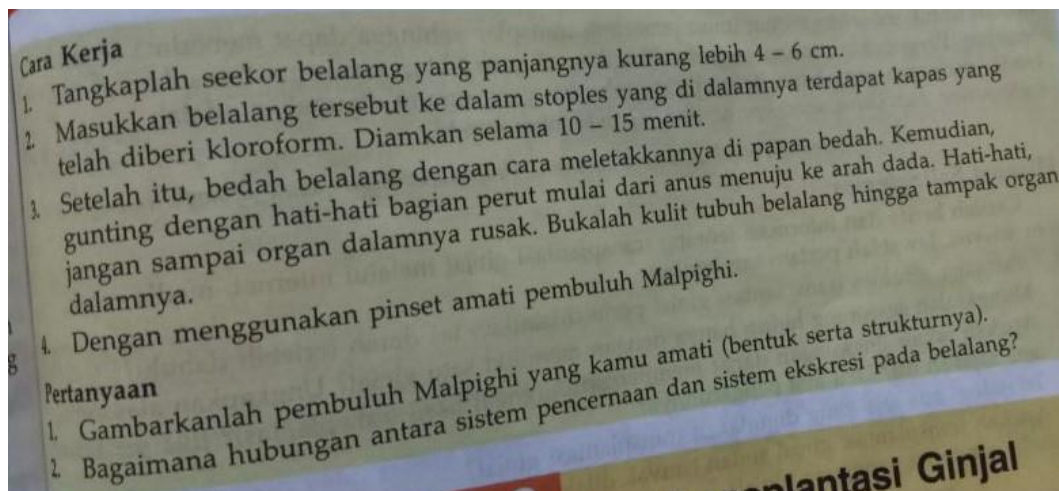 Cara Kerja
1. Tangkaplah seekor belalang yang panjangnya kurang lebih 4 – 6 cm.
2. Masukkan belalang tersebut ke dalam stoples yang di dalamnya terdapat kapas yang
telah diberi kloroform. Diamkan selama 10 – 15 menit.
3. Setelah itu, bedah belalang dengan cara meletakkannya di papan bedah. Kemudian,
gunting dengan hati-hati bagian perut mulai dari anus menuju ke arah dada. Hati-hati,
jangan sampai organ dalamnya rusak. Bukalah kulit tubuh belalang hingga tampak organ
dalamnya.
4. Dengan menggunakan pinset amati pembuluh Malpighi.
Pertanyaan
1. Gambarkanlah pembuluh Malpighi yang kamu amati (bentuk serta strukturnya).
2. Bagaimana hubungan antara sistem pencernaan dan sistem ekskresi pada belalang?
Ginjal